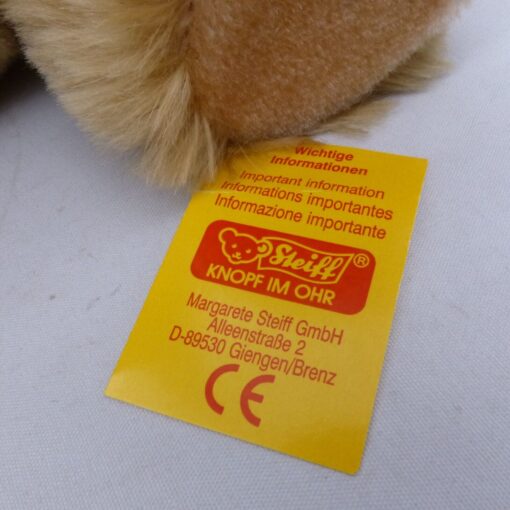 Wichtige
Informationen
Important information
Informations importantes
Informazione importante
Steiff ®
KNOPF IM OHR
Margarete Steiff GmbH
Alleenstraße 2
D-89530 Giengen/Brenz
CE